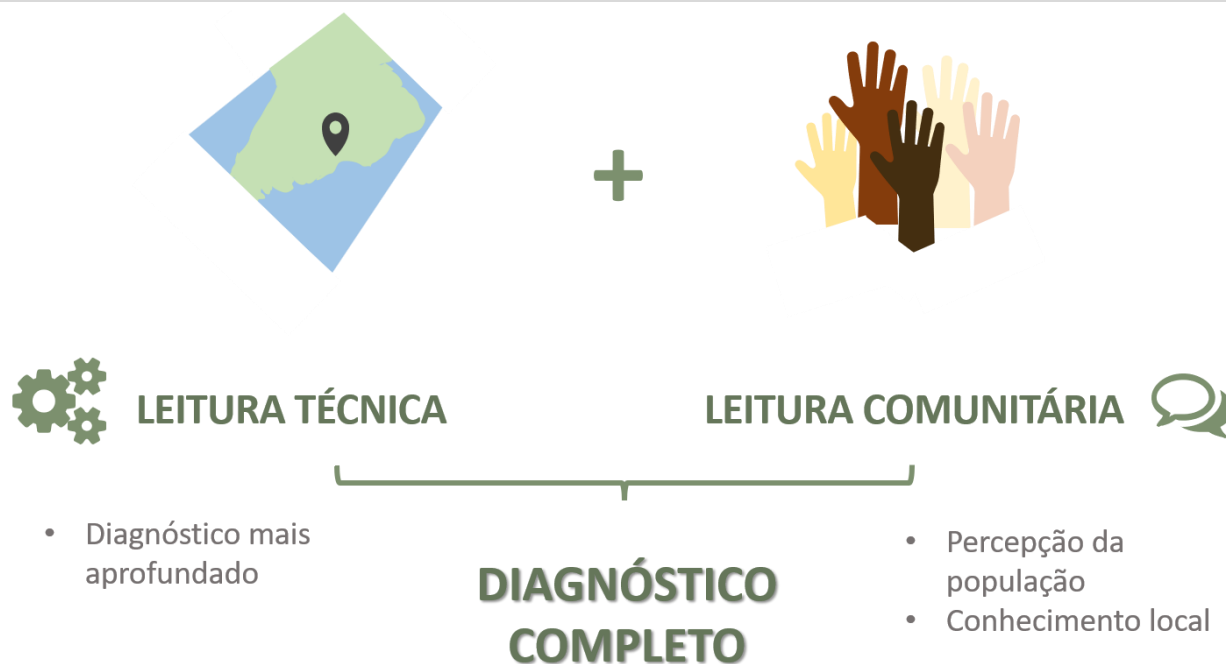 LEITURA TÉCNICA
LEITURA COMUNITÁRIA
• Diagnóstico mais
aprofundado
DIAGNÓSTICO
COMPLETO
• Percepção da
população
• Conhecimento local